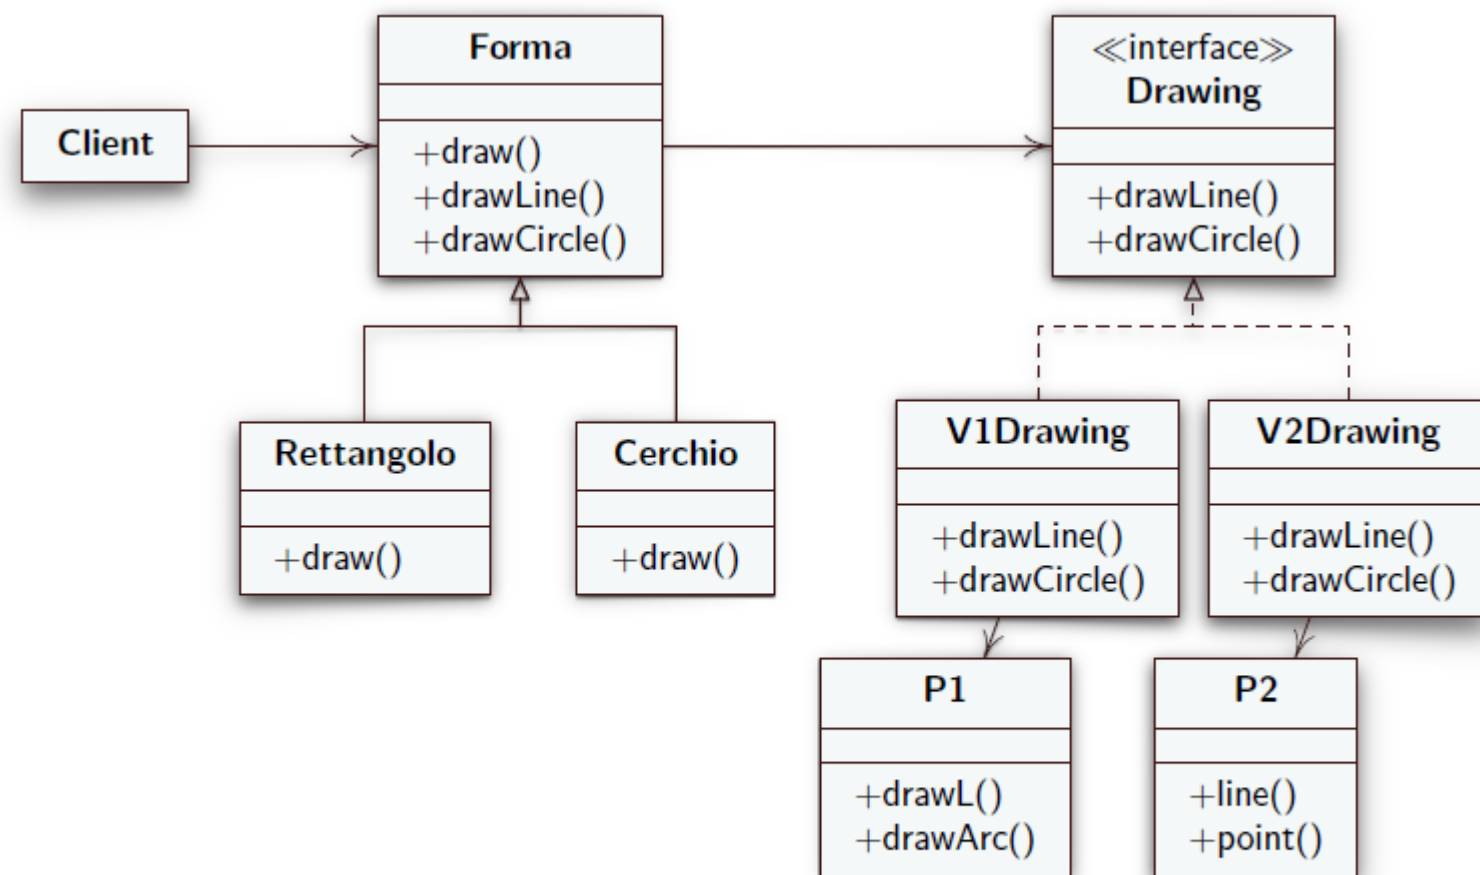 Client
Forma
+draw()
+drawLine()
+drawCircle()
≪interface≫
Drawing
+drawLine()
+drawCircle()
Rettangolo
+draw()
Cerchio
+draw()
V1Drawing
+drawLine()
+drawCircle()
V2Drawing
+drawLine()
+drawCircle()
P1
+drawL()
+drawArc()
P2
+line()
+point()